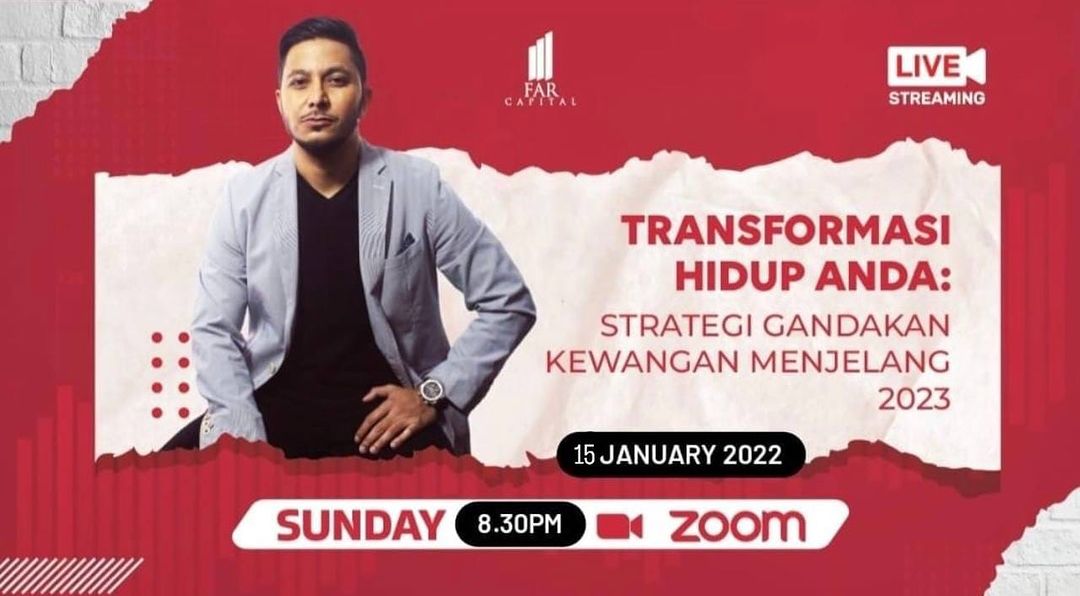 FAR
CAPITAL
LIVE
STREAMING
TRANSFORMASI
HIDUP ANDA:
STRATEGI GANDAKAN
KEWANGAN MENJELANG
2023
15 JANUARY 2022
SUNDAY 8.30PM zoom